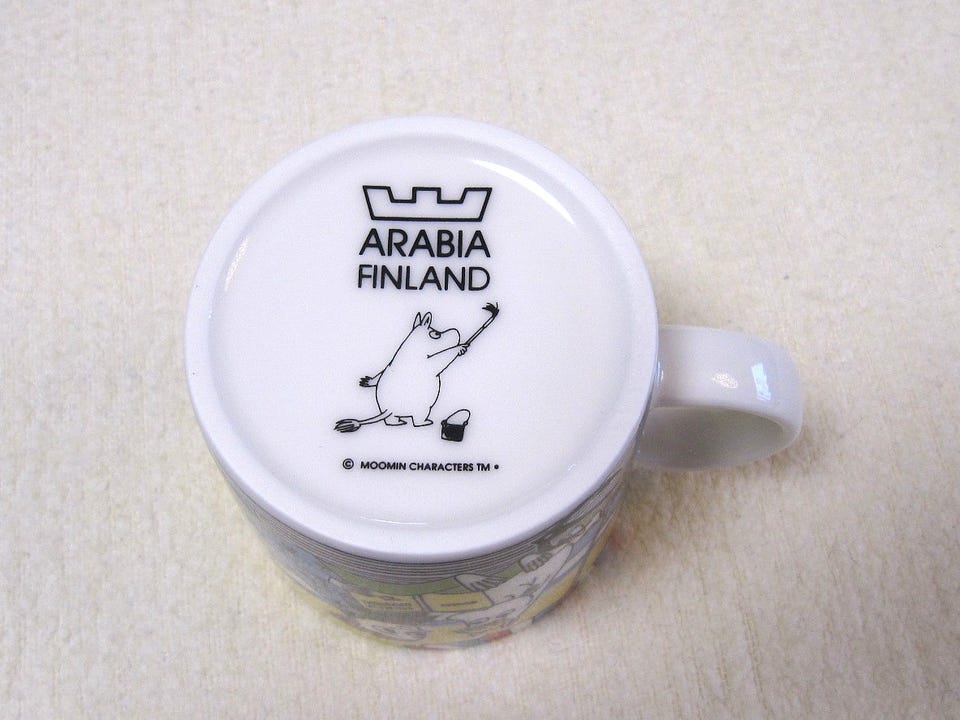 ARABIA
FINLAND
© MOOMIN CHARACTERS TM •